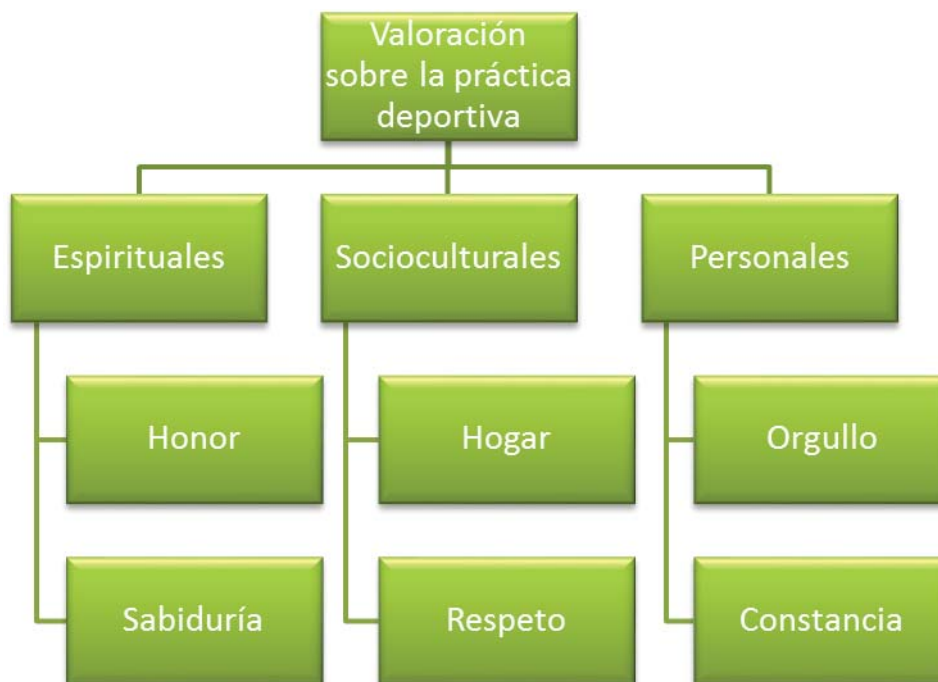 Valoración
sobre la práctica
deportiva
Espirituales
Socioculturales
Personales
Honor
Hogar
Orgullo
Sabiduría
Respeto
Constancia